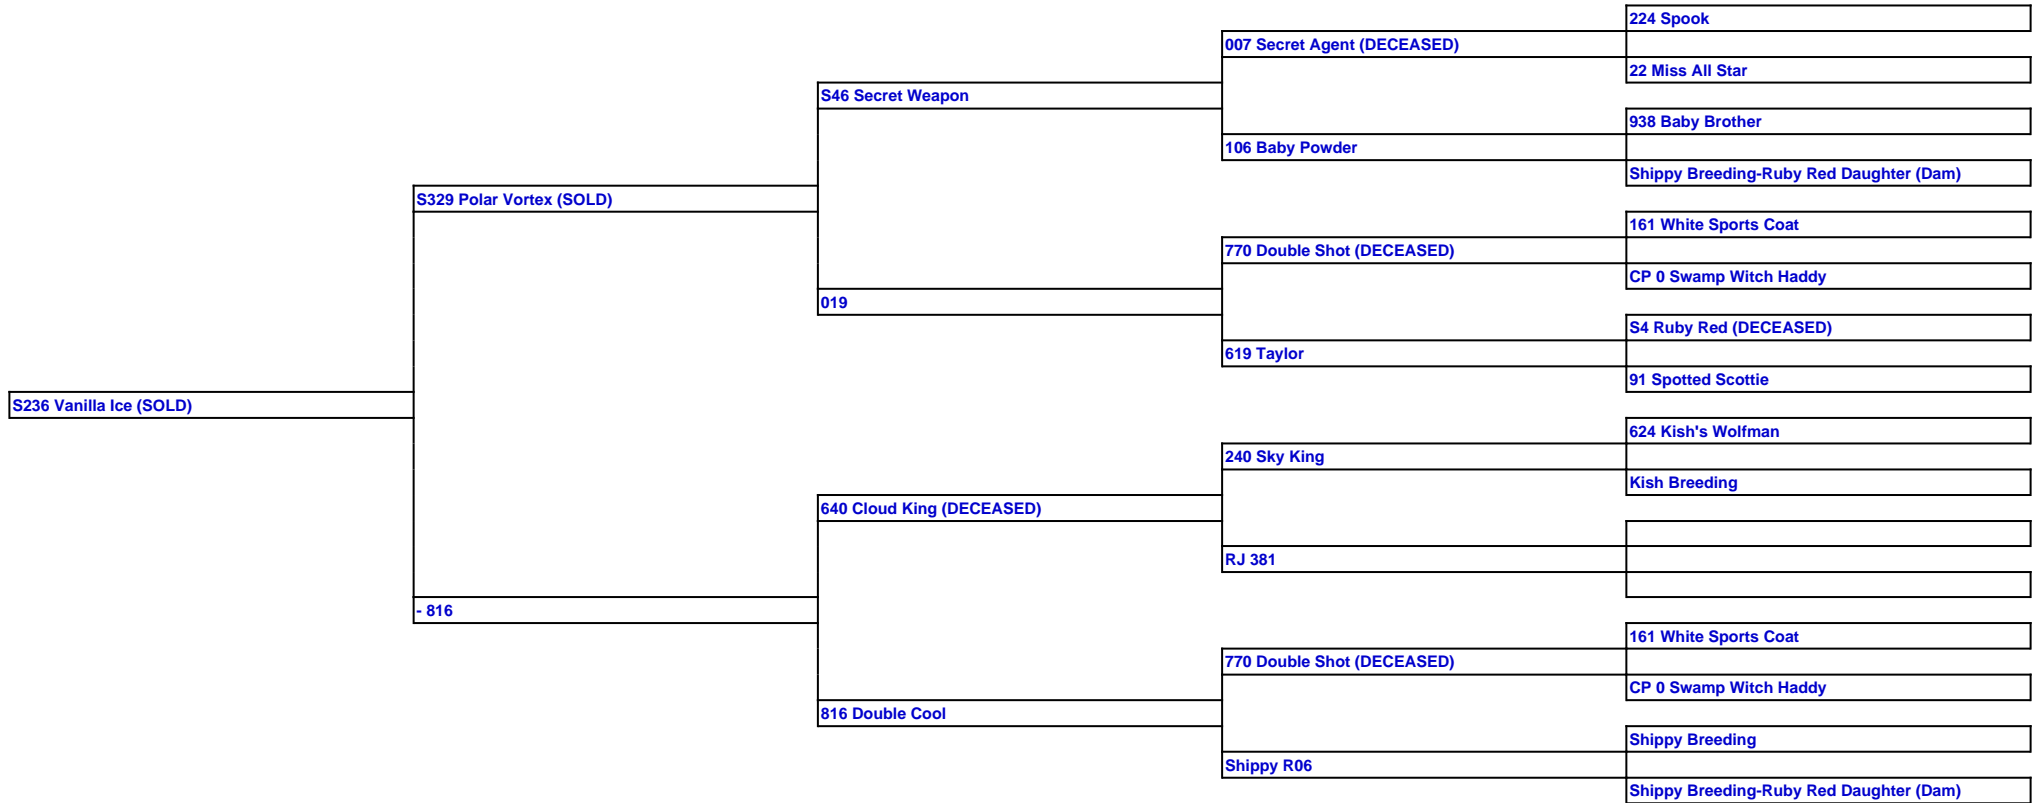 224 Spook
007 Secret Agent (DECEASED)
22 Miss All Star
S46 Secret Weapon
938 Baby Brother
106 Baby Powder
Shippy Breeding-Ruby Red Daughter (Dam)
S329 Polar Vortex (SOLD)
161 White Sports Coat
770 Double Shot (DECEASED)
CP 0 Swamp Witch Haddy
019
S4 Ruby Red (DECEASED)
619 Taylor
91 Spotted Scottie
S236 Vanilla Ice (SOLD)
624 Kish's Wolfman
240 Sky King
Kish Breeding
640 Cloud King (DECEASED)
RJ 381
- 816
161 White Sports Coat
770 Double Shot (DECEASED)
CP 0 Swamp Witch Haddy
816 Double Cool
Shippy Breeding
Shippy R06
Shippy Breeding-Ruby Red Daughter (Dam)